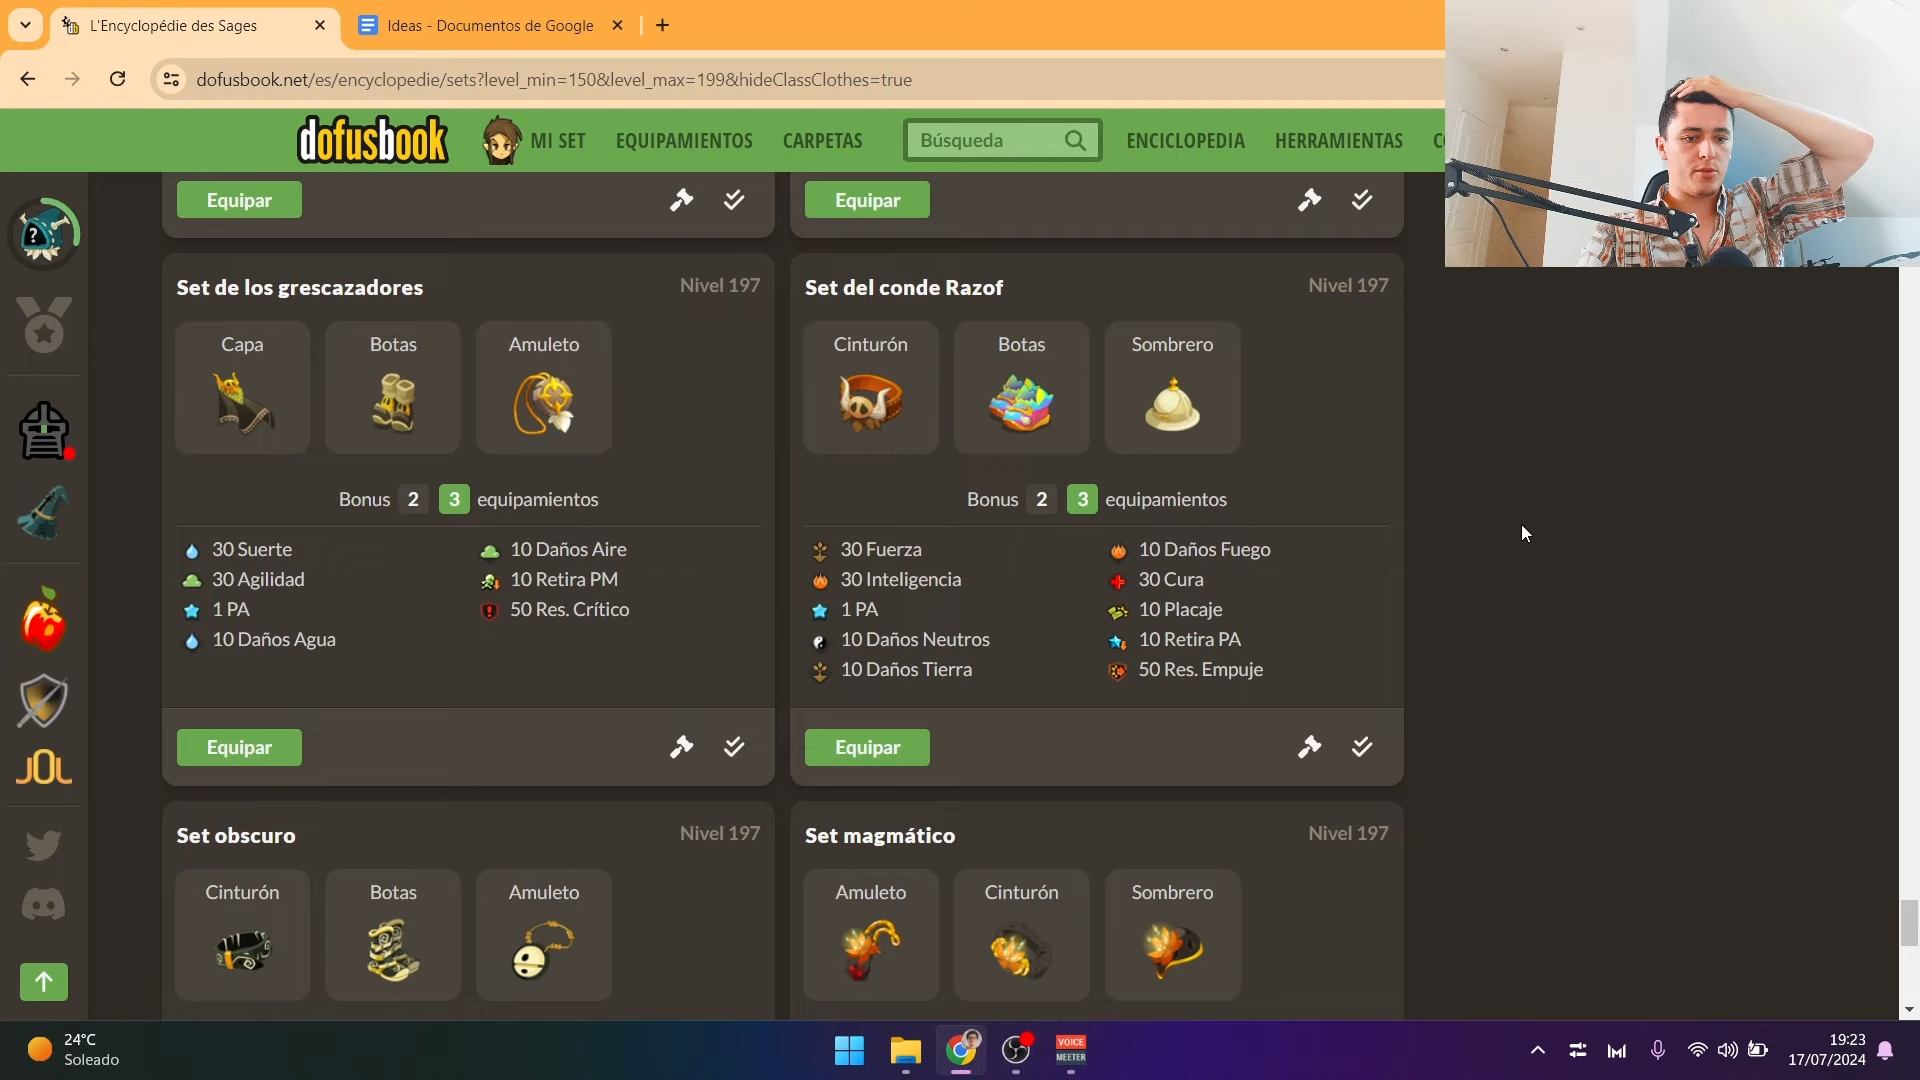 L'Encyclopédie des Sages
Ideas - Documentos de Google
dofusbook.net/es/encyclopedie/sets?level_min=150&level_max=199&hideClassClothes=true
dofusbook
MI SET
EQUIPAMIENTOS
CARPETAS
Búsqueda
ENCICLOPEDIA
HERRAMIENTAS
Equipar
Equipar
Set de los grescazadores
Nivel 197
Capa
Botas
Amuleto
Bonus 2 3 equipamientos
30 Suerte
30 Agilidad
1 PA
10 Daños Agua
10 Daños Aire
10 Retira PM
50 Res. Crítico
Equipar
Set del conde Razof
Nivel 197
Cinturón
Botas
Sombrero
Bonus 2 3 equipamientos
30 Fuerza
30 Inteligencia
1 PA
10 Daños Neutros
10 Daños Tierra
10 Daños Fuego
30 Cura
10 Placaje
10 Retira PA
50 Res. Empuje
Equipar
Set obscuro
Nivel 197
Cinturón
Botas
Amuleto
Set magmático
Nivel 197
Amuleto
Cinturón
Sombrero
JOL
24°C
Soleado
VOICE
MEETER
19:23
17/07/2024